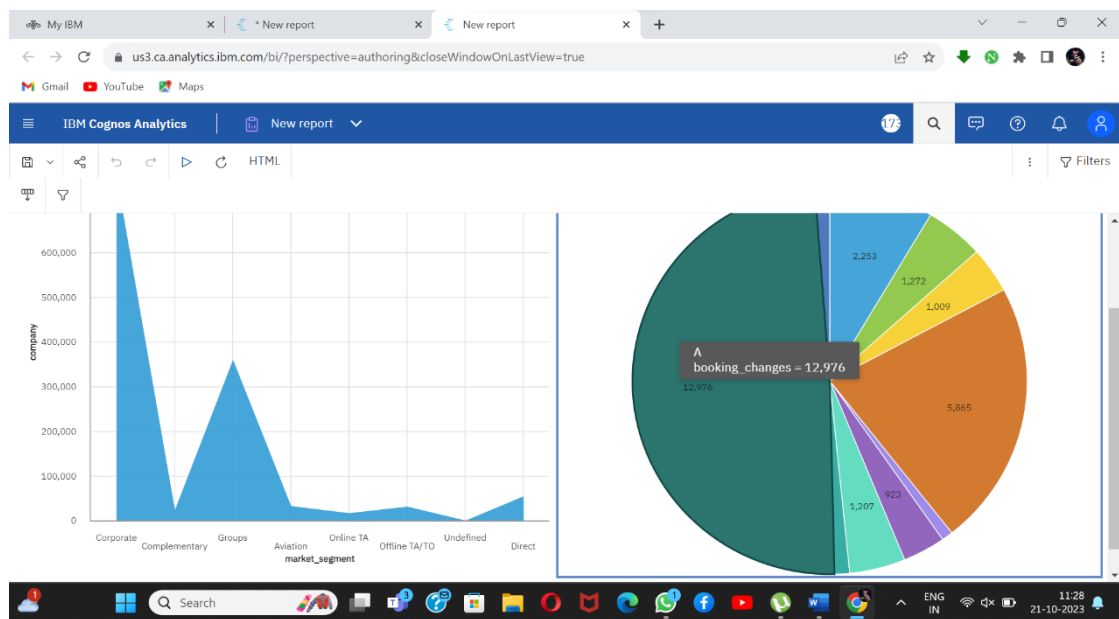 My IBM
* New report
New report
us3.ca.analytics.ibm.com/bi/?perspective=authoring&closeWindowOnLastView=true
Gmail
YouTube
Maps
IBM Cognos Analytics
New report
HTML
Filters
600,000
500,000
400,000
300,000
200,000
100,000
0
company
Corporate
Complementary
Groups
Aviation
Online TA
Offline TA/TO
Undefined
Direct
market_segment
2,253
1,272
1,009
A
booking_changes = 12,976
12,976
5,865
923
1,207
1
Search
3
1
ENG
IN
11:28
21-10-2023